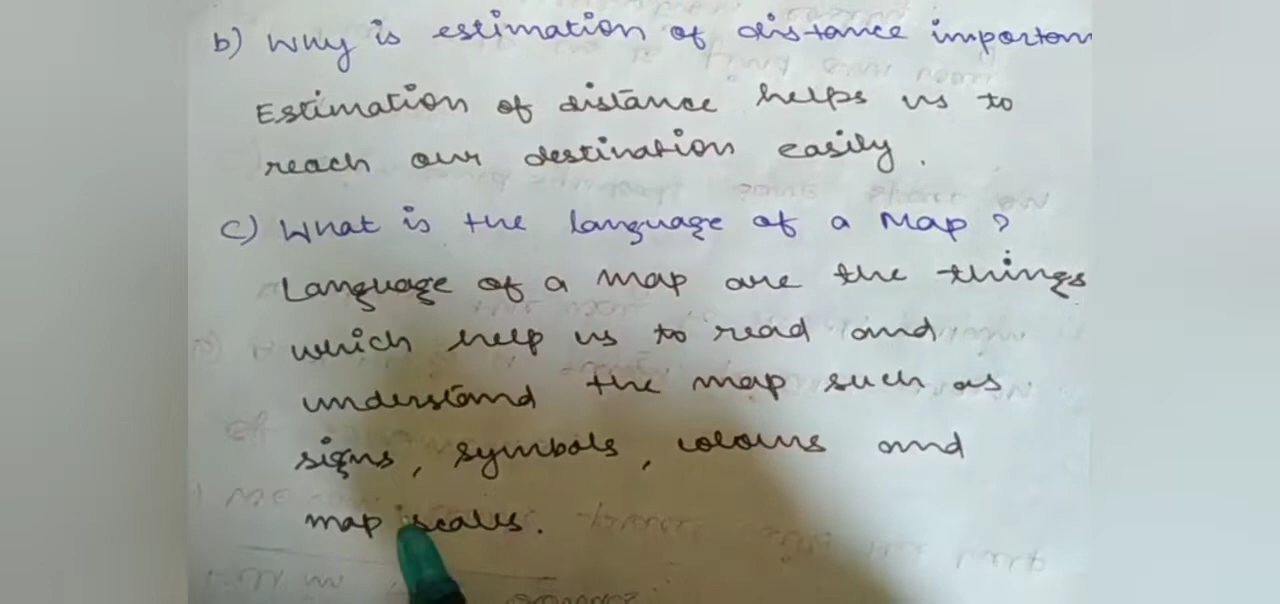 b) Why is estimation of distance importan
Estimation of distance helps us to
reach our destination easily.
c) What is the language of a Map?
Language of a map are the things
which help us to read and
understand the map such as
signs, symbols, colours and
map scales.